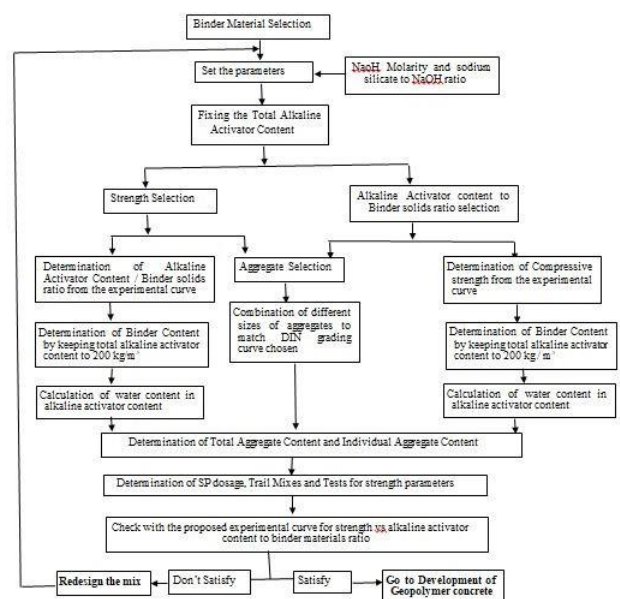 Binder Material Selection
Set the parameters
NaoH Molarity and sodium
silicate to NaOH ratio
Fixing the Total Alkaline
Activator Content
Strength Selection
Alkaline Activator content to
Binder solids ratio selection
Determination of Alkaline
Activator Content / Binder solids
ratio from the experimental curve
Aggregate Selection
Determination of Compressive
strength from the experimental
curve
Combination of different
sizes of aggregates to
match DIN grading
curve chosen
Determination of Binder Content
by keeping total alkaline activator
content to 200 kg/m³
Determination of Binder Content
by keeping total alkaline activator
content to 200 kg/m³
Calculation of water content in
alkaline activator content
Calculation of water content in
alkaline activator content
Determination of Total Aggregate Content and Individual Aggregate Content
Determination of SP dosage, Trail Mixes and Tests for strength parameters
Check with the proposed experimental curve for strength vs alkaline activator
content to binder materials ratio
Redesign the mix
Don't Satisfy
Satisfy
Go to Development of
Geopolymer concrete